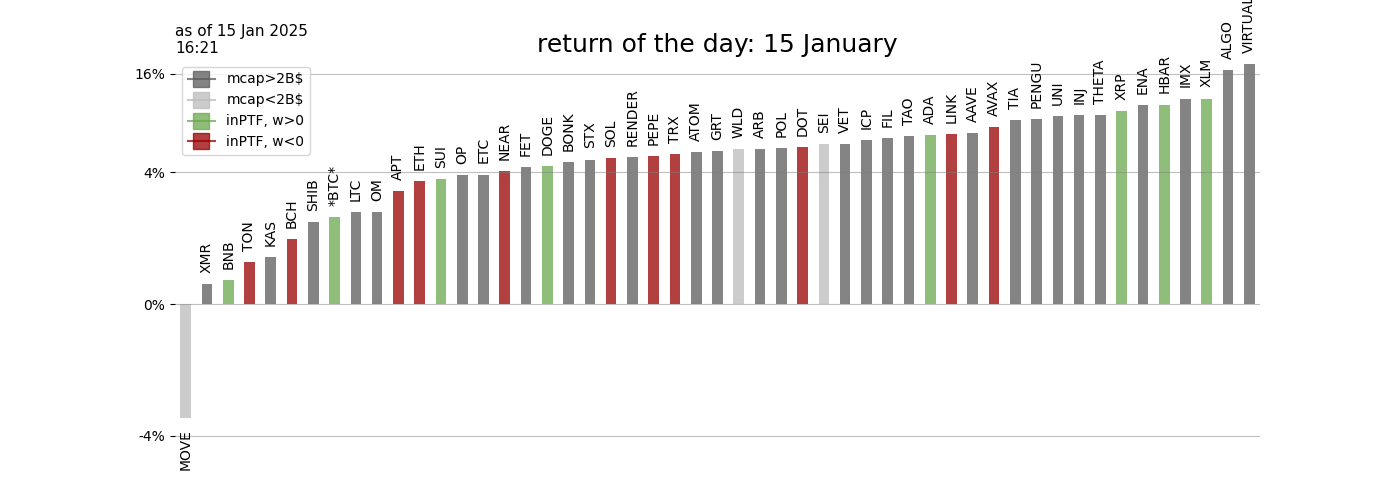 as of 15 Jan 2025
16:21
return of the day: 15 January
16%
4%
0%
-4%
mcap>2B$
mcap<2B$
inPTF, w>0
inPTF, w<0
MOVE
XMR
BNB
TON
KAS
BCH
SHIB
*BTC*
LTC
OM
APT
ETH
SUI
OP
ETC
NEAR
FET
DOGE
BONK
STX
SOL
RENDER
PEPE
TRX
ATOM
GRT
WLD
ARB
POL
DOT
SEI
VET
ICP
FIL
TAO
ADA
LINK
AAVE
AVAX
TIA
PENGU
UNI
INJ
THETA
XRP
ENA
HBAR
IMX
XLM
ALGO
VIRTUAL